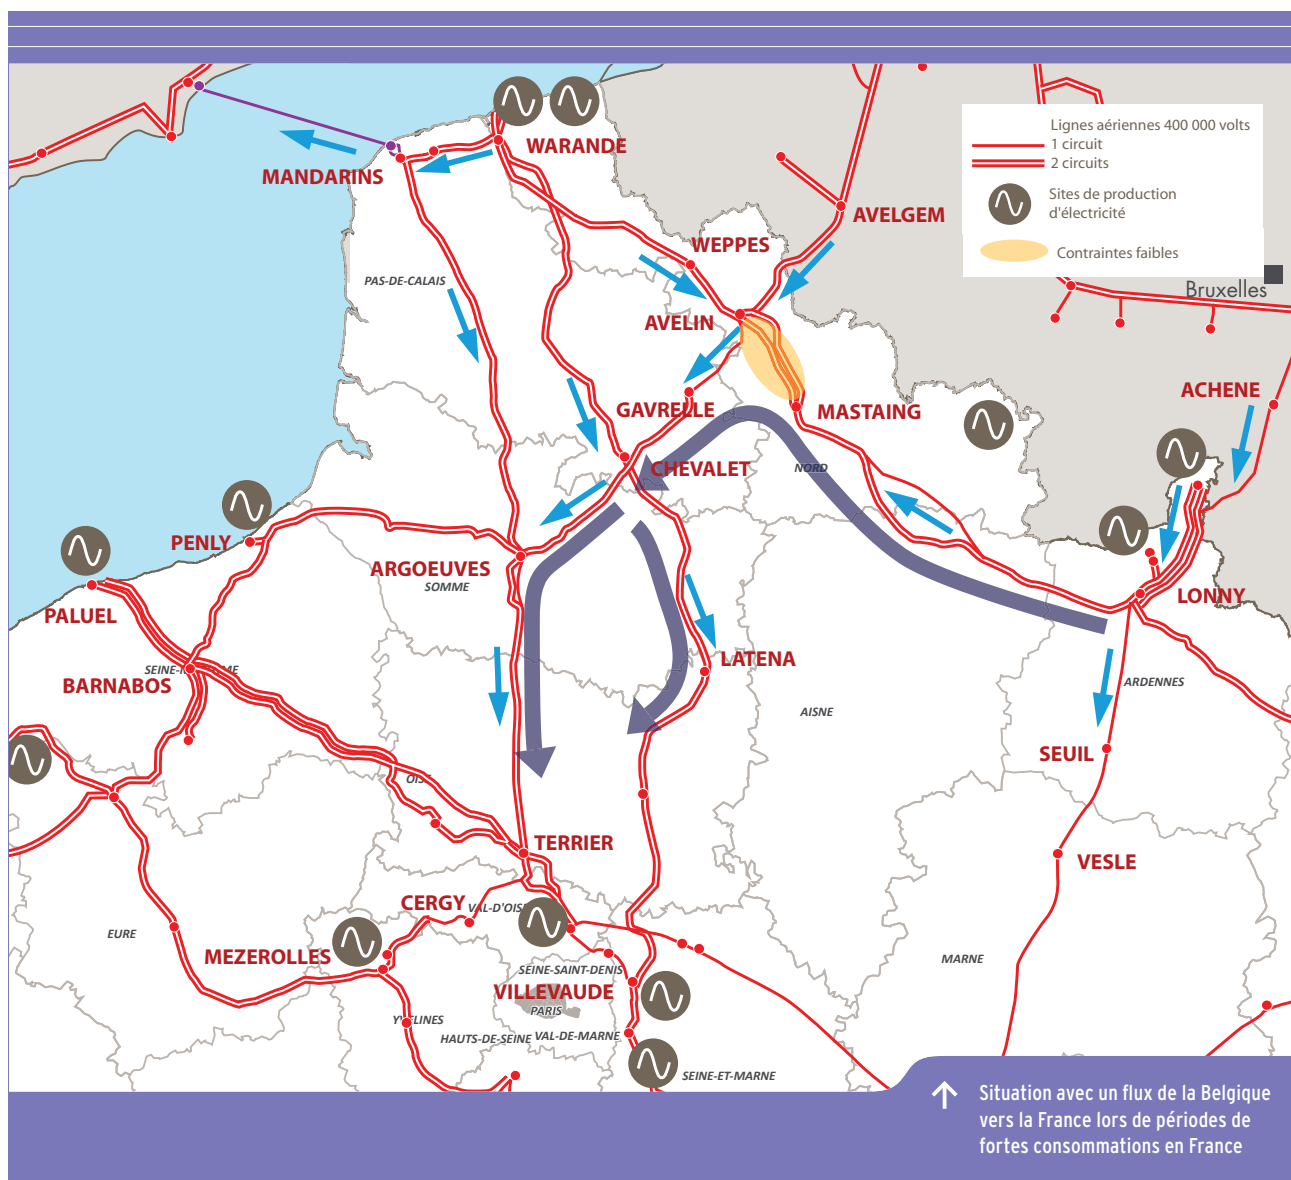 Lignes aériennes 400 000 volts
1 circuit
2 circuits
Sites de production
d'électricité
Contraintes faibles
WARANDE
MANDARINS
AVELGEM
WEPPES
PAS-DE-CALAIS
Bruxelles
AVELIN
ACHENE
GAVRELLE
MASTAING
CHEVALET
NORD
PENLY
ARGOEUVES
SOMME
PALUEL
LONNY
LATENA
BARNABOS
ARDENNES
AISNE
SEUIL
OISE
TERRIER
VESLE
CERGY
VAL-D'OISE
EURE
MEZEROLLES
MARNE
SEINE-SAINT-DENIS
VILLEVAUDE
PARIS
YVELINES
HAUTS-DE-SEINE
VAL-DE-MARNE
SEINE-ET-MARNE
Situation avec un flux de la Belgique
vers la France lors de périodes de
fortes consommations en France